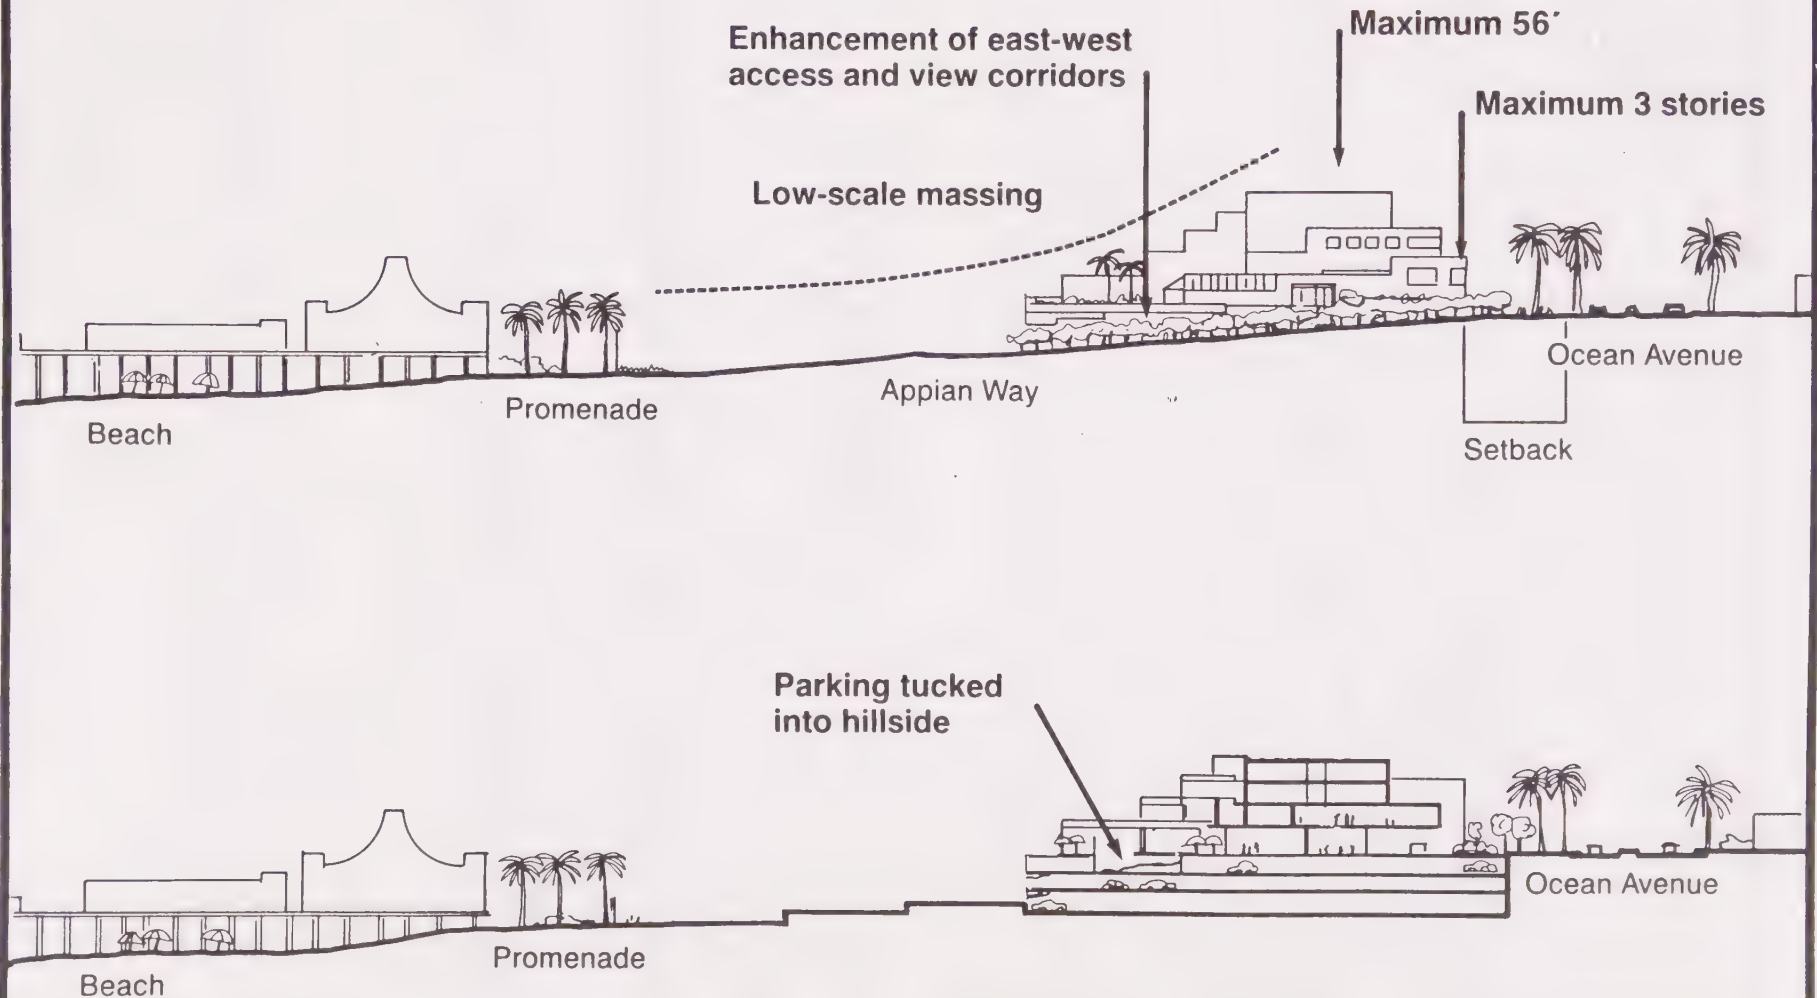 Maximum 56´
Enhancement of east-west
access and view corridors
Maximum 3 stories
Low-scale massing
Ocean Avenue
Appian Way
Promenade
Beach
Setback
Parking tucked
into hillside
Ocean Avenue
Promenade
Beach